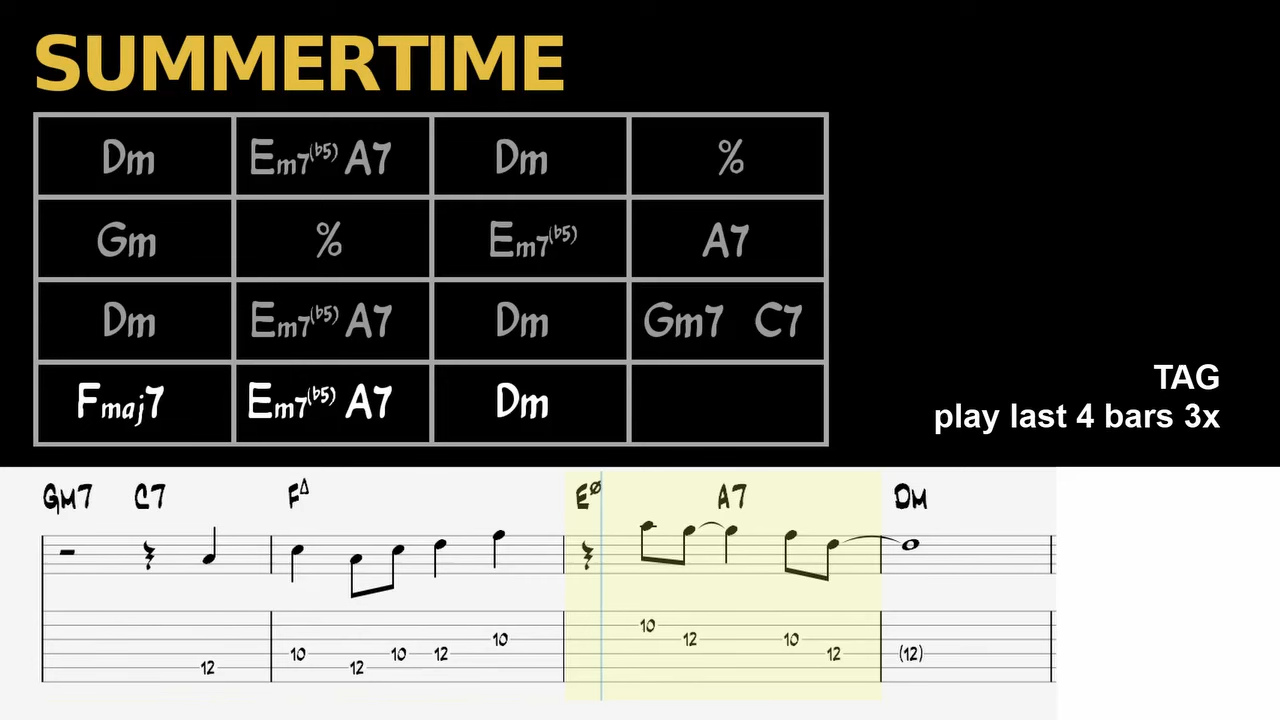 SUMMERTIME
Dm Em7(b5) A7 Dm %
Gm % Em7(b5) A7
Dm Em7(b5) A7 Dm Gm7 C7
Fmaj7 Em7(b5) A7 Dm
TAG
play last 4 bars 3x
GM7 C7 FΔ Eø A7 DM
10
10 12 10
10 10 12 12 (12)
12 12